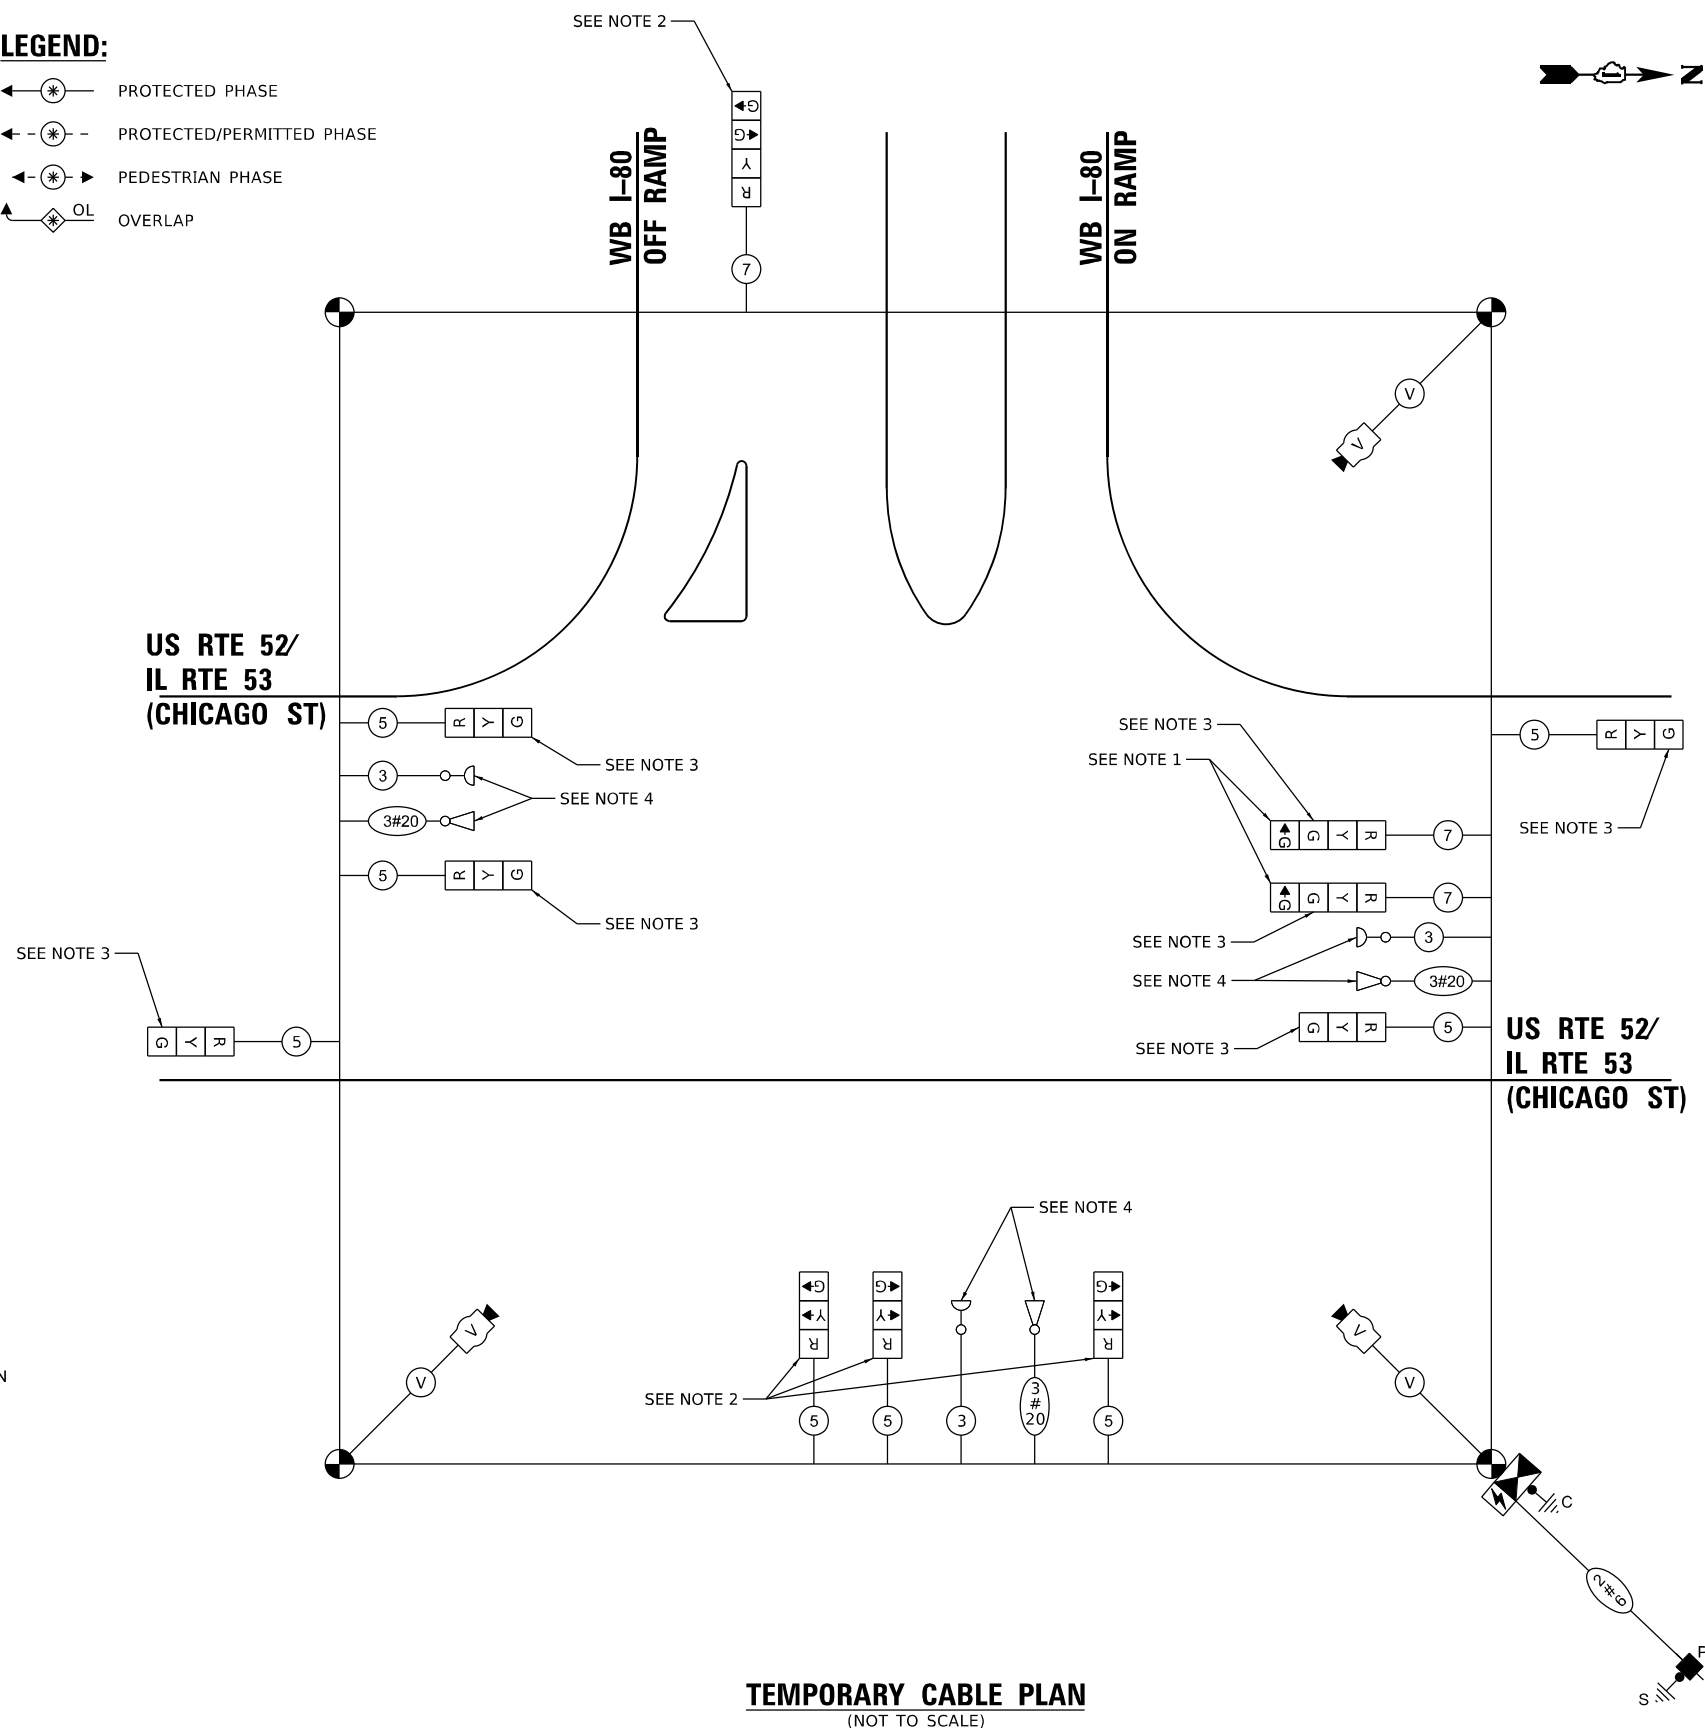 SEE NOTE 2
LEGEND:
PROTECTED PHASE
PROTECTED/PERMITTED PHASE
PEDESTRIAN PHASE
OL
OVERLAP
N
WB I-80
OFF RAMP
WB I-80
ON RAMP
G
G
Y
R
7
V
V
US RTE 52/
IL RTE 53
(CHICAGO ST)
5
R Y G
SEE NOTE 3
3
SEE NOTE 4
3#20
5
R Y G
SEE NOTE 3
SEE NOTE 3
G Y R
5
SEE NOTE 3
SEE NOTE 1
5
R Y G
SEE NOTE 3
G G Y R
7
G G Y R
7
SEE NOTE 3
3
SEE NOTE 4
3#20
G Y R
5
SEE NOTE 3
US RTE 52/
IL RTE 53
(CHICAGO ST)
SEE NOTE 4
G G G
Y Y Y
R R R
SEE NOTE 2
5 5 3 3#20 5
V
V
V
V
N
C
2#6
P
S
TEMPORARY CABLE PLAN
(NOT TO SCALE)